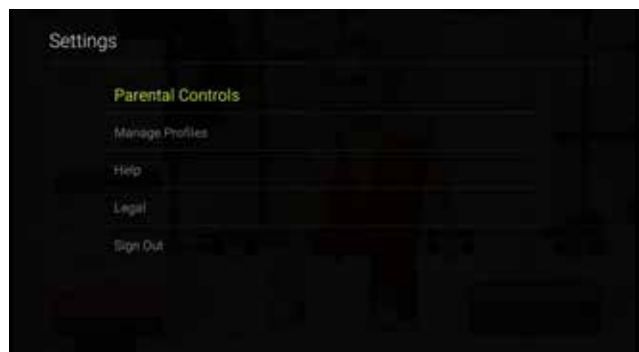 Settings
Parental Controls
Manage Profiles
Help
Legal
Sign Out